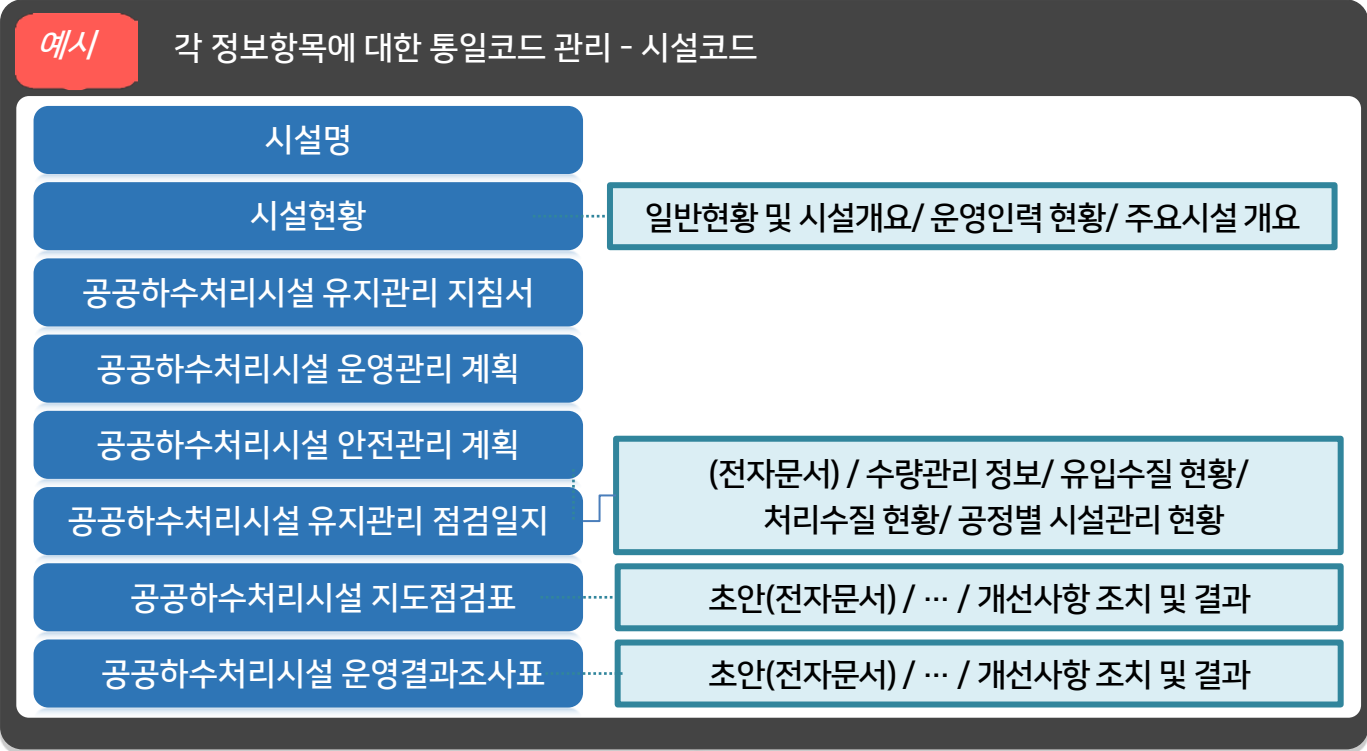 예시
각 정보항목에 대한 통일코드 관리 - 시설코드
시설명
시설현황
일반현황 및 시설개요/ 운영인력 현황/ 주요시설 개요
공공하수처리시설 유지관리 지침서
공공하수처리시설 운영관리 계획
공공하수처리시설 안전관리 계획
공공하수처리시설 유지관리 점검일지
(전자문서) / 수량관리 정보/ 유입수질 현황/
처리수질 현황/ 공정별 시설관리 현황
공공하수처리시설 지도점검표
초안(전자문서) / … / 개선사항 조치 및 결과
공공하수처리시설 운영결과조사표
초안(전자문서) / … / 개선사항 조치 및 결과